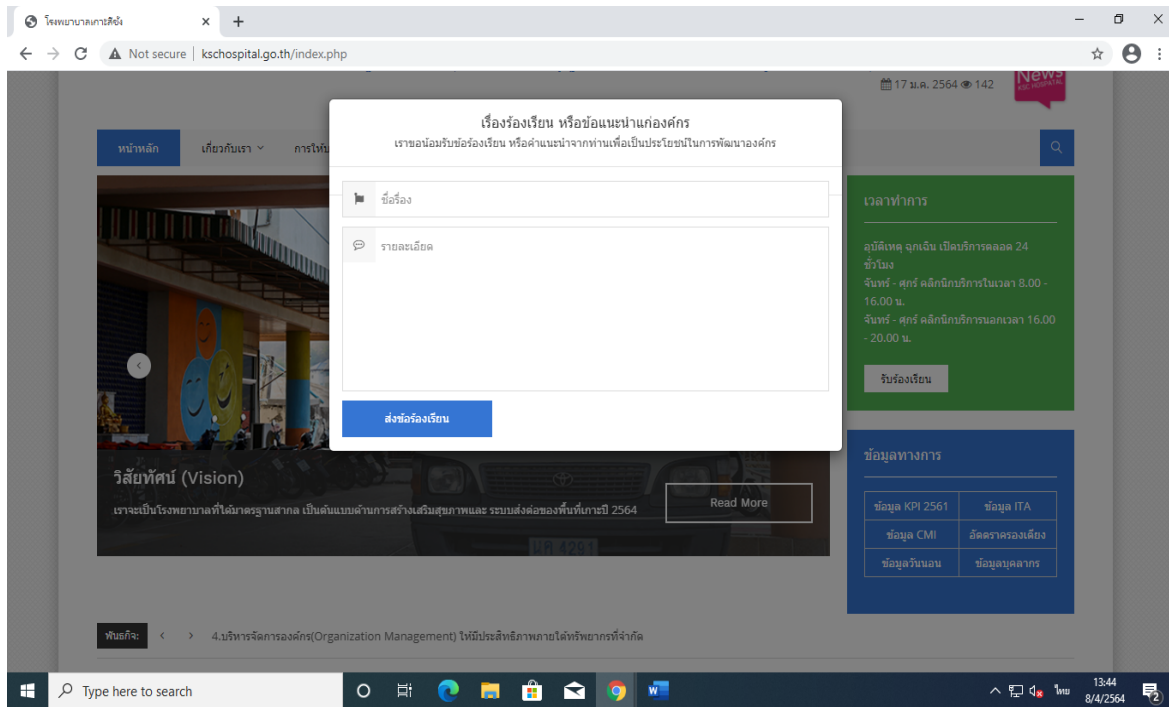 โรงพยาบาลเกาะสีชัง
Not secure
kschospital.go.th/index.php
17 ม.ค. 2564 142
News
KSC HOSPATAL
หน้าหลัก
เกี่ยวกับเรา
การให้บ
เรื่องร้องเรียน หรือข้อแนะนำแก่องค์กร
เราขอน้อมรับข้อร้องเรียน หรือคำแนะนำจากท่านเพื่อเป็นประโยชน์ในการพัฒนาองค์กร
ชื่อรื่อง
รายละเอียด
ส่งข้อร้องเรียน
เวลาทำการ
อุบัติเหตุ ฉุกเฉิน เปิดบริการตลอด 24
ชั่วโมง
จันทร์ - ศุกร์ คลิกนิกบริการในเวลา 8.00 -
16.00 น.
จันทร์ - ศุกร์ คลิกนิกบริการนอกเวลา 16.00
- 20.00 น.
รับร้องเรียน
วิสัยทัศน์ (Vision)
เราจะเป็นโรงพยาบาลที่ได้มาตรฐานสากล เป็นต้นแบบด้านการสร้างเสริมสุขภาพและ ระบบส่งต่อของพื้นที่เกาะปี 2564
Read More
ข้อมูลทางการ
ข้อมูล KPI 2561
ข้อมูล ITA
ข้อมูล CMI
อัตตราครองเตียง
ข้อมูลวันนอน
ข้อมูลบุคลากร
พันธกิจ:
4.บริหารจัดการองค์กร(Organization Management) ให้มีประสิทธิภาพภายใต้ทรัพยากรที่จำกัด
Type here to search
ไทย
13:44
8/4/2564
2